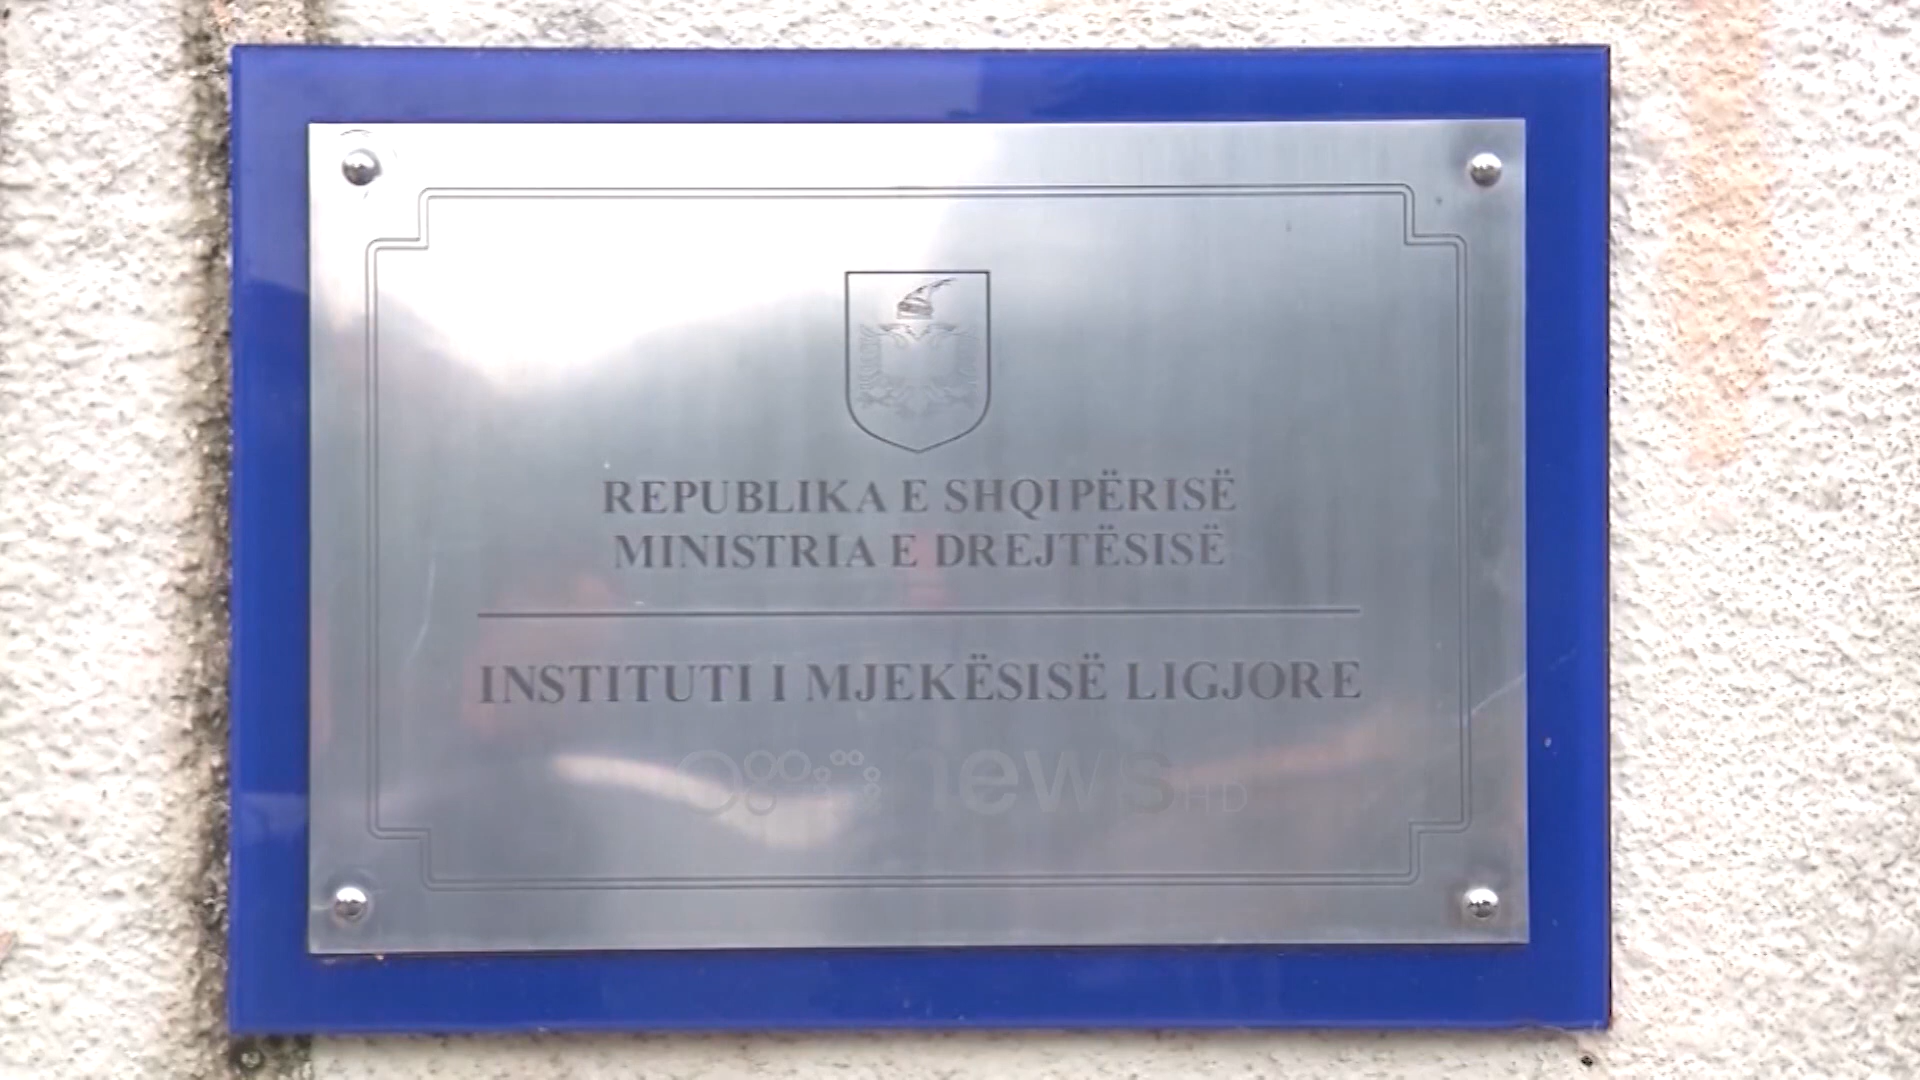 REPUBLIKA E SHQIPËRISË
MINISTRIA E DREJTËSISË
INSTITUTI I MJEKËSISË LIGJORE
news HD